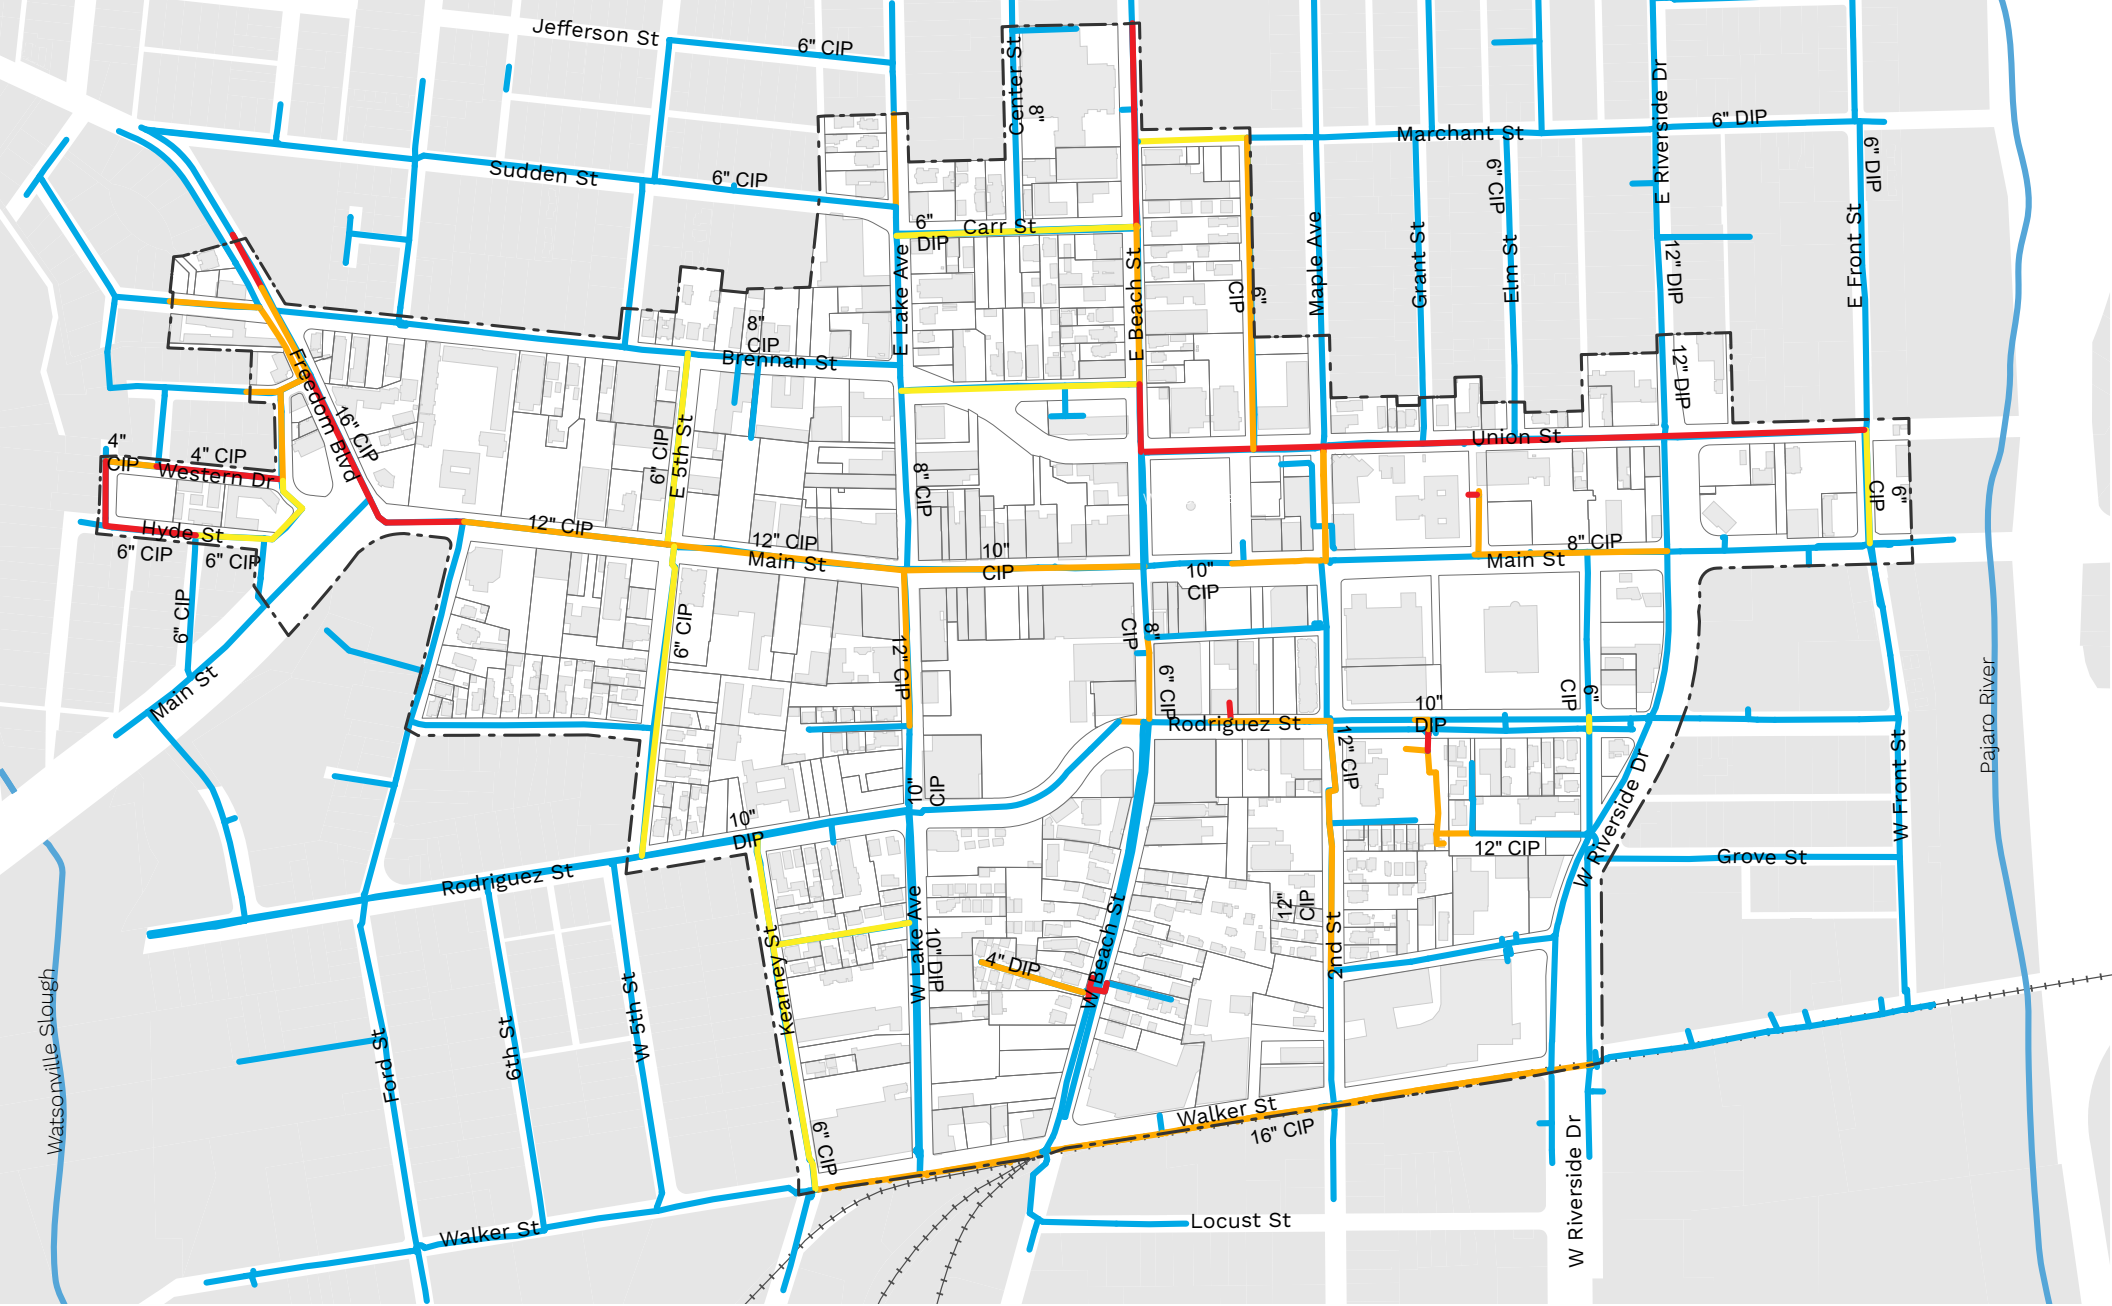 Jefferson St
6" CIP
Center St
8"
E Riverside Dr
6" DIP
Marchant St
Sudden St
6" CIP
6" CIP
6" DIP
6"
DIP
Carr St
E Lake Ave
E Beach St
6"
CIP
Maple Ave
Grant St
Elm St
12" DIP
E Front St
8"
CIP
Brennan St
12" DIP
Freedom Blvd
16" CIP
4"
CIP
4" CIP
Western Dr
6" CIP
E 5th St
8" CIP
Union St
6"
CIP
Hyde St
6" CIP
6" CIP
12" CIP
12" CIP
Main St
10"
CIP
10"
CIP
8" CIP
Main St
6" CIP
6" CIP
12" CIP
8"
CIP
6" CIP
6"
CIP
Main St
Rodriguez St
10"
DIP
12" CIP
Pajaro River
10"
CIP
10"
DIP
W Front St
W Riverside Dr
12" CIP
Grove St
Rodriguez St
Kearney St
W Lake Ave
10" DIP
4" DIP
W Beach St
12"
CIP
2nd St
Watsonville Slough
Ford St
6th St
W 5th St
6" CIP
Walker St
16" CIP
W Riverside Dr
Walker St
Locust St